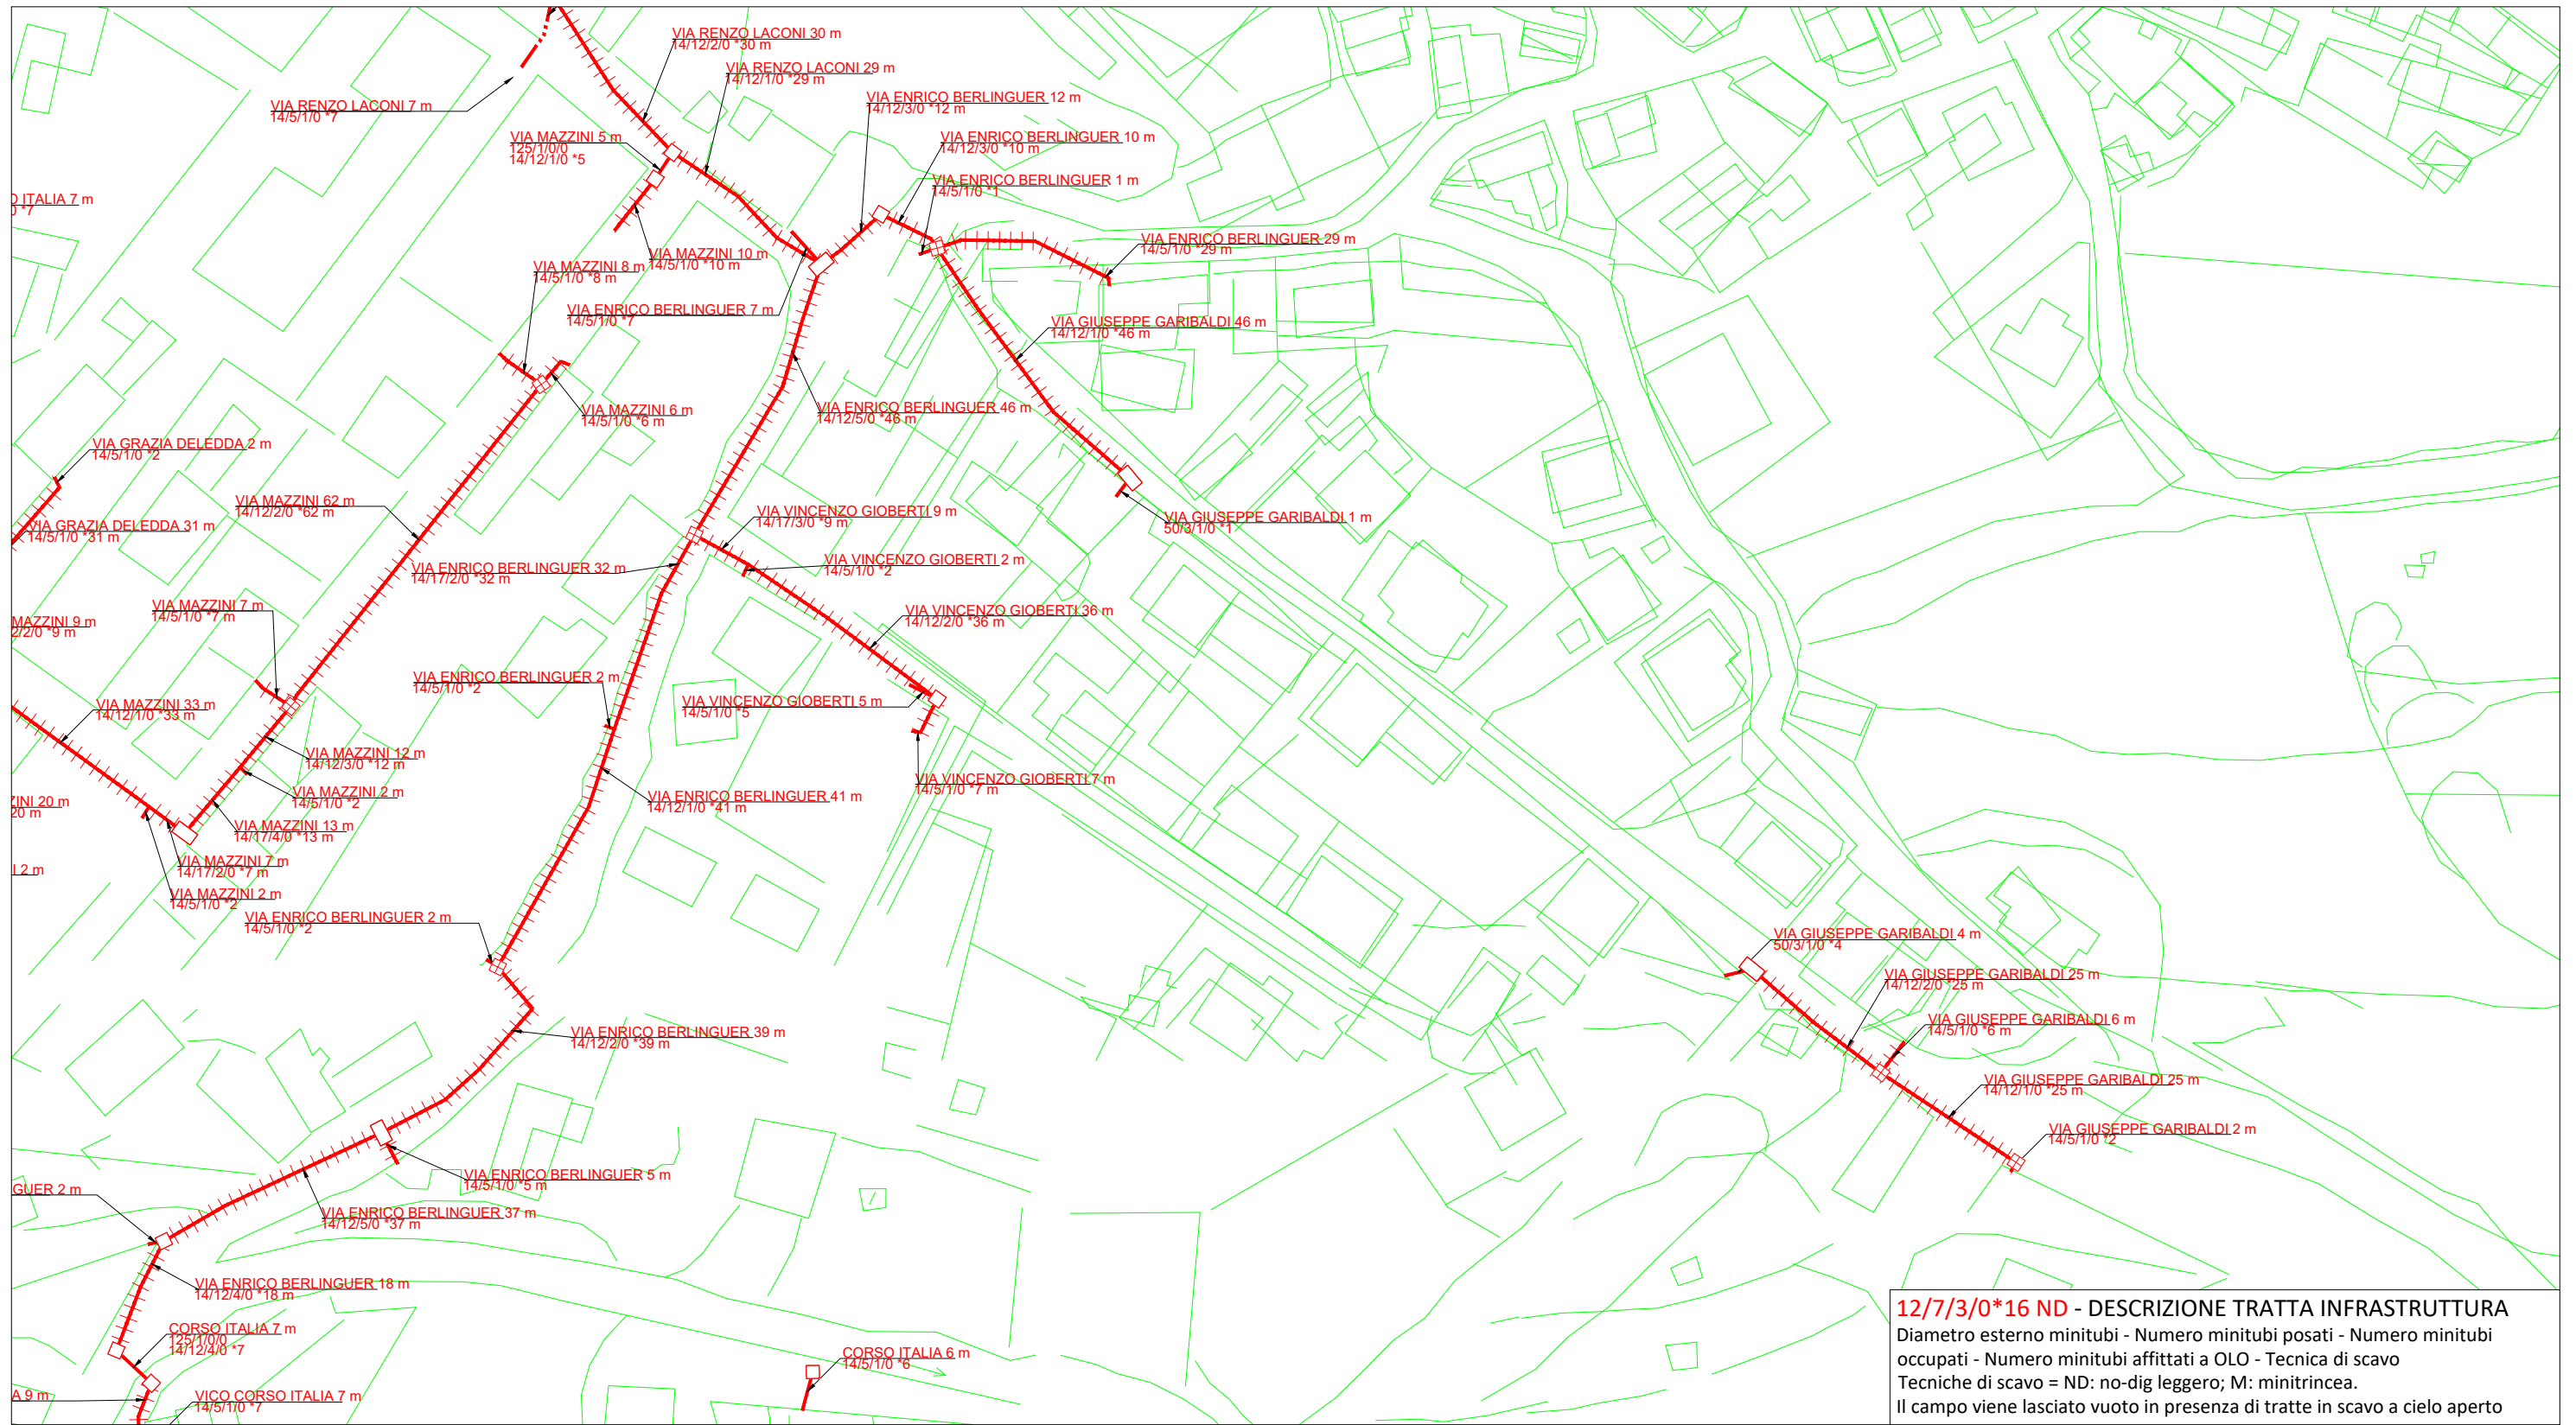 VIA RENZO LACONI 30 m
14/12/2/0 *30 m
VIA RENZO LACONI 29 m
14/12/1/0 *29 m
VIA RENZO LACONI 7 m
14/5/1/0 *7
VIA ENRICO BERLINGUER 12 m
14/12/3/0 *12 m
VIA MAZZINI 5 m
125/1/0/0
14/12/1/0 *5
VIA ENRICO BERLINGUER 10 m
14/12/3/0 *10 m
VIA ENRICO BERLINGUER 1 m
14/5/1/0 *1
O ITALIA 7 m
0 *7
VIA ENRICO BERLINGUER 29 m
14/5/1/0 *29 m
VIA MAZZINI 10 m
14/5/1/0 *10 m
VIA MAZZINI 8 m
14/5/1/0 *8 m
VIA ENRICO BERLINGUER 7 m
14/5/1/0 *7
VIA GIUSEPPE GARIBALDI 46 m
14/12/1/0 *46 m
VIA MAZZINI 6 m
14/5/1/0 *6 m
VIA ENRICO BERLINGUER 46 m
14/12/5/0 *46 m
VIA GRAZIA DELEDDA 2 m
14/5/1/0 *2
VIA MAZZINI 62 m
14/12/2/0 *62 m
VIA GRAZIA DELEDDA 31 m
14/5/1/0 *31 m
VIA VINCENZO GIOBERTI 9 m
14/17/3/0 *9 m
VIA GIUSEPPE GARIBALDI 1 m
50/3/1/0 *1
VIA ENRICO BERLINGUER 32 m
14/17/2/0 *32 m
VIA VINCENZO GIOBERTI 2 m
14/5/1/0 *2
VIA MAZZINI 7 m
14/5/1/0 *7 m
MAZZINI 9 m
2/2/0 *9 m
VIA VINCENZO GIOBERTI 36 m
14/12/2/0 *36 m
VIA ENRICO BERLINGUER 2 m
14/5/1/0 *2
VIA VINCENZO GIOBERTI 5 m
14/5/1/0 *5
VIA MAZZINI 33 m
14/12/1/0 *33 m
VIA MAZZINI 12 m
14/12/3/0 *12 m
VIA VINCENZO GIOBERTI 7 m
14/5/1/0 *7 m
VIA MAZZINI 2 m
14/5/1/0 *2
VIA ENRICO BERLINGUER 41 m
14/12/1/0 *41 m
ZINI 20 m
20 m
VIA MAZZINI 13 m
14/17/4/0 *13 m
VIA MAZZINI 7 m
14/17/2/0 *7 m
I 2 m
VIA MAZZINI 2 m
14/5/1/0 *2
VIA ENRICO BERLINGUER 2 m
14/5/1/0 *2
VIA GIUSEPPE GARIBALDI 4 m
50/3/1/0 *4
VIA GIUSEPPE GARIBALDI 25 m
14/12/2/0 *25 m
VIA GIUSEPPE GARIBALDI 6 m
14/5/1/0 *6 m
VIA ENRICO BERLINGUER 39 m
14/12/2/0 *39 m
VIA GIUSEPPE GARIBALDI 25 m
14/12/1/0 *25 m
VIA GIUSEPPE GARIBALDI 2 m
14/5/1/0 *2
VIA ENRICO BERLINGUER 5 m
14/5/1/0 *5 m
GUER 2 m
VIA ENRICO BERLINGUER 37 m
14/12/5/0 *37 m
VIA ENRICO BERLINGUER 18 m
14/12/4/0 *18 m
CORSO ITALIA 7 m
125/1/0/0
14/12/4/0 *7
CORSO ITALIA 6 m
14/5/1/0 *6
A 9 m
VICO CORSO ITALIA 7 m
14/5/1/0 *7
12/7/3/0*16 ND - DESCRIZIONE TRATTA INFRASTRUTTURA
Diametro esterno minitubi - Numero minitubi posati - Numero minitubi
occupati - Numero minitubi affittati a OLO - Tecnica di scavo
Tecniche di scavo = ND: no-dig leggero; M: minitrincea.
Il campo viene lasciato vuoto in presenza di tratte in scavo a cielo aperto